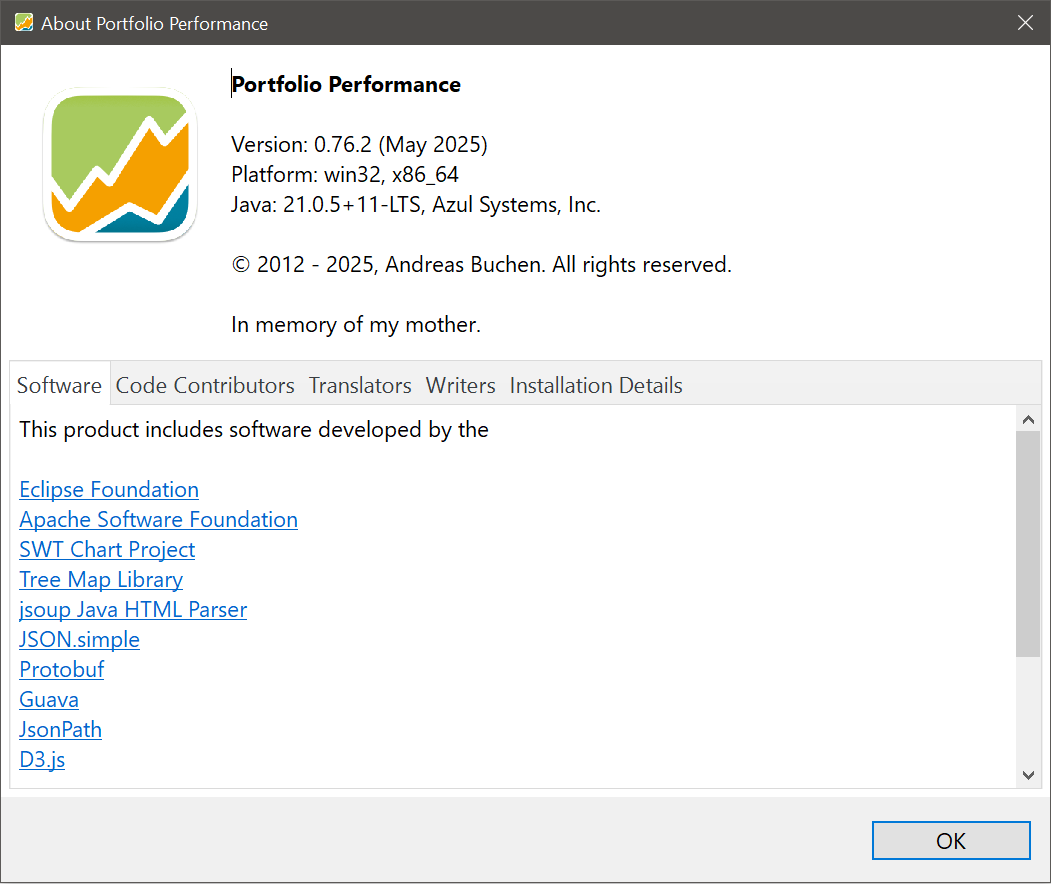 About Portfolio Performance
Portfolio Performance
Version: 0.76.2 (May 2025)
Platform: win32, x86_64
Java: 21.0.5+11-LTS, Azul Systems, Inc.
© 2012 - 2025, Andreas Buchen. All rights reserved.
In memory of my mother.
Software Code Contributors Translators Writers Installation Details
This product includes software developed by the
Eclipse Foundation
Apache Software Foundation
SWT Chart Project
Tree Map Library
jsoup Java HTML Parser
JSON.simple
Protobuf
Guava
JsonPath
D3.js
OK